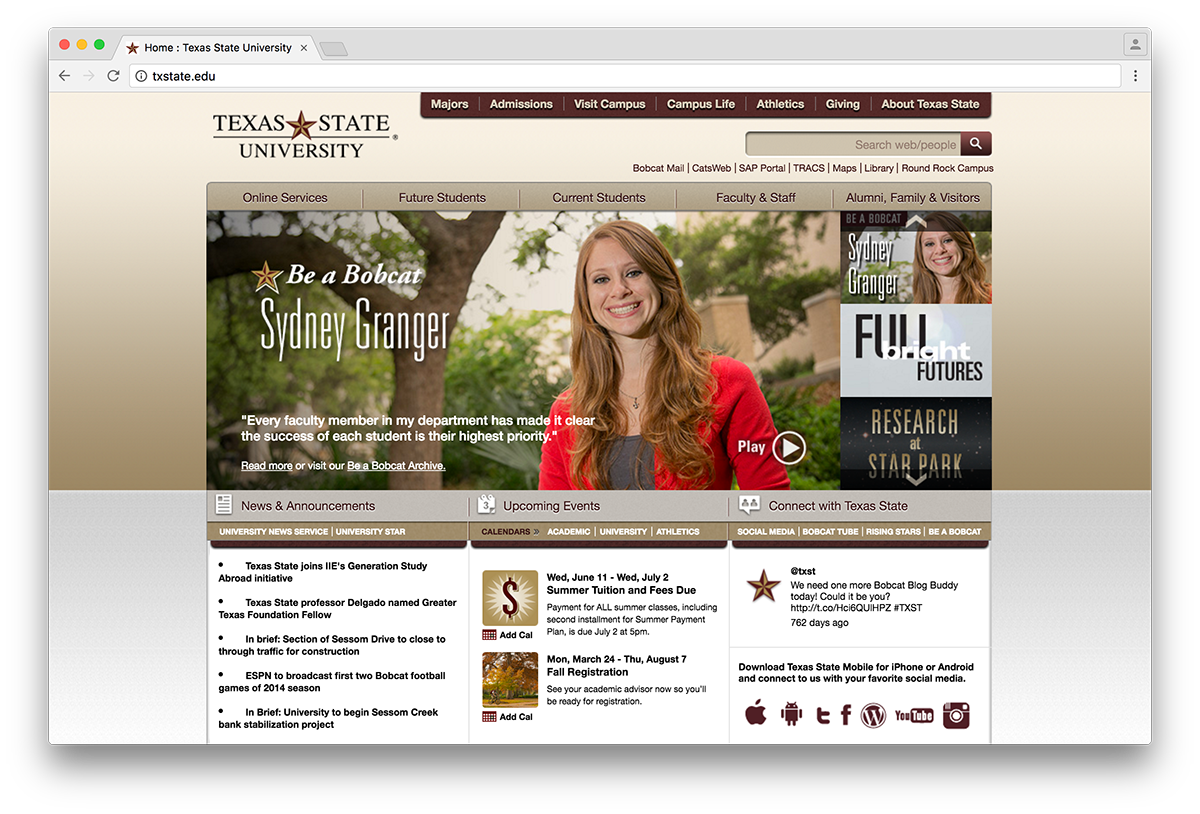 Home : Texas State University
txstate.edu
Majors Admissions Visit Campus Campus Life Athletics Giving About Texas State
TEXAS STATE
UNIVERSITY
®
Search web/people
Bobcat Mail | CatsWeb | SAP Portal | TRACS | Maps | Library | Round Rock Campus
Online Services Future Students Current Students Faculty & Staff Alumni, Family & Visitors
Be a Bobcat
Sydney Granger
"Every faculty member in my department has made it clear
the success of each student is their highest priority."
Read more or visit our Be a Bobcat Archive.
Play
BE A BOBCAT
Sydney
Granger
FULL
bright
FUTURES
RESEARCH
at
STAR PARK
News & Announcements
UNIVERSITY NEWS SERVICE | UNIVERSITY STAR
• Texas State joins IIE's Generation Study
Abroad initiative
• Texas State professor Delgado named Greater
Texas Foundation Fellow
• In brief: Section of Sessom Drive to close to
through traffic for construction
• ESPN to broadcast first two Bobcat football
games of 2014 season
• In Brief: University to begin Sessom Creek
bank stabilization project
3
Upcoming Events
CALENDARS » ACADEMIC | UNIVERSITY | ATHLETICS
$
Wed, June 11 - Wed, July 2
Summer Tuition and Fees Due
Payment for ALL summer classes, including
second installment for Summer Payment
Plan, is due July 2 at 5pm.
Add Cal
Mon, March 24 - Thu, August 7
Fall Registration
See your academic advisor now so you'll
be ready for registration.
Add Cal
Connect with Texas State
SOCIAL MEDIA | BOBCAT TUBE | RISING STARS | BE A BOBCAT
@txst
We need one more Bobcat Blog Buddy
today! Could it be you?
http://t.co/Hci6QUlHPZ #TXST
762 days ago
Download Texas State Mobile for iPhone or Android
and connect to us with your favorite social media.
You Tube